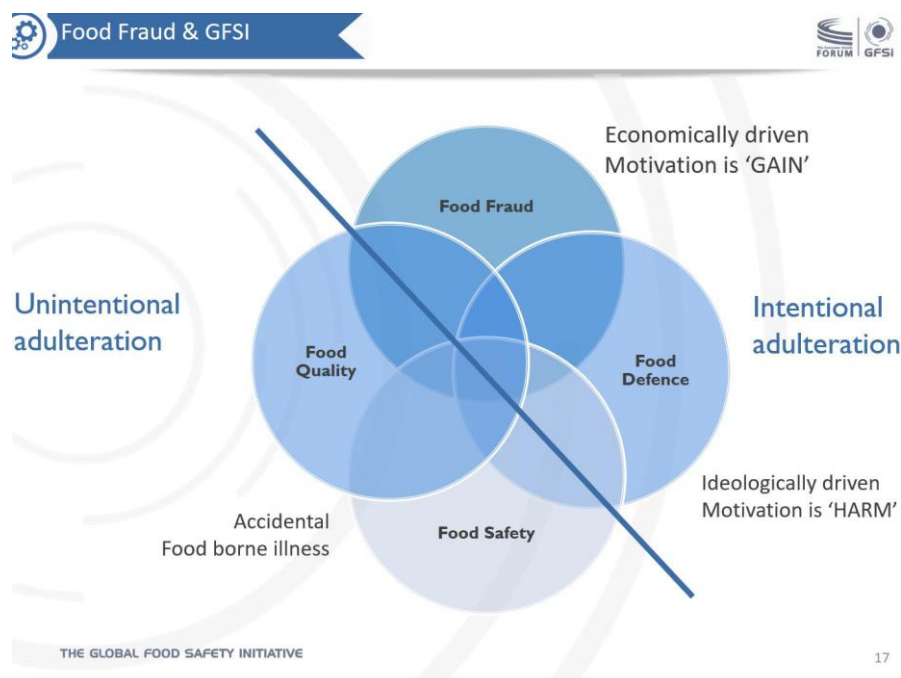 Food Fraud & GFSI
FORUM
GFSI
Economically driven
Motivation is ‘GAIN’
Food Fraud
Unintentional
adulteration
Intentional
adulteration
Food
Quality
Food
Defence
Ideologically driven
Motivation is ‘HARM’
Accidental
Food borne illness
Food Safety
THE GLOBAL FOOD SAFETY INITIATIVE
17